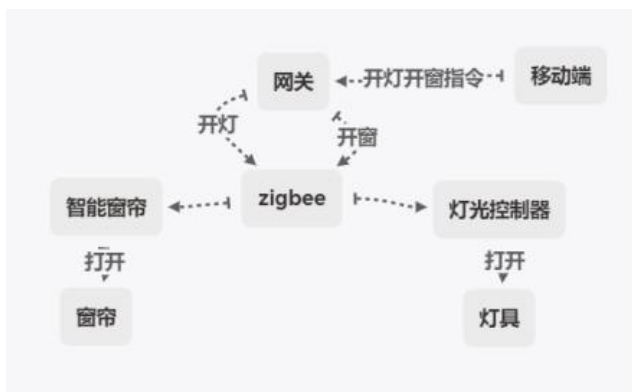 网关
开灯开窗指令
移动端
开灯
开窗
智能窗帘
zigbee
灯光控制器
打开
打开
窗帘
灯具